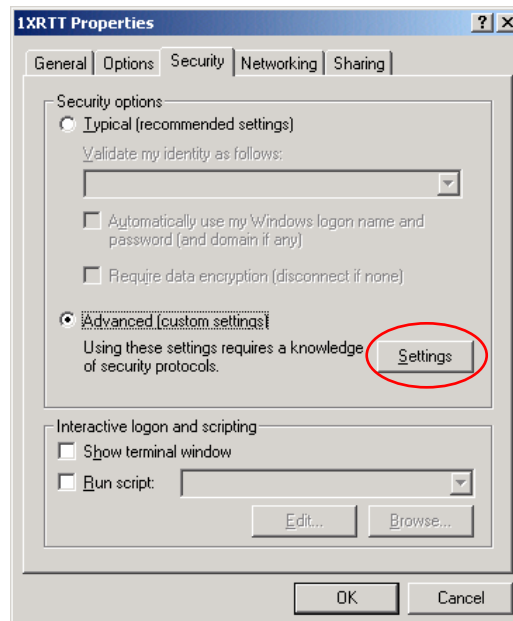 1XRTT Properties
General Options Security Networking Sharing
Security options
Typical (recommended settings)
Validate my identity as follows:
Automatically use my Windows logon name and
password (and domain if any)
Require data encryption (disconnect if none)
Advanced (custom settings)
Using these settings requires a knowledge
of security protocols.
Settings
Interactive logon and scripting
Show terminal window
Run script:
Edit... Browse...
OK Cancel